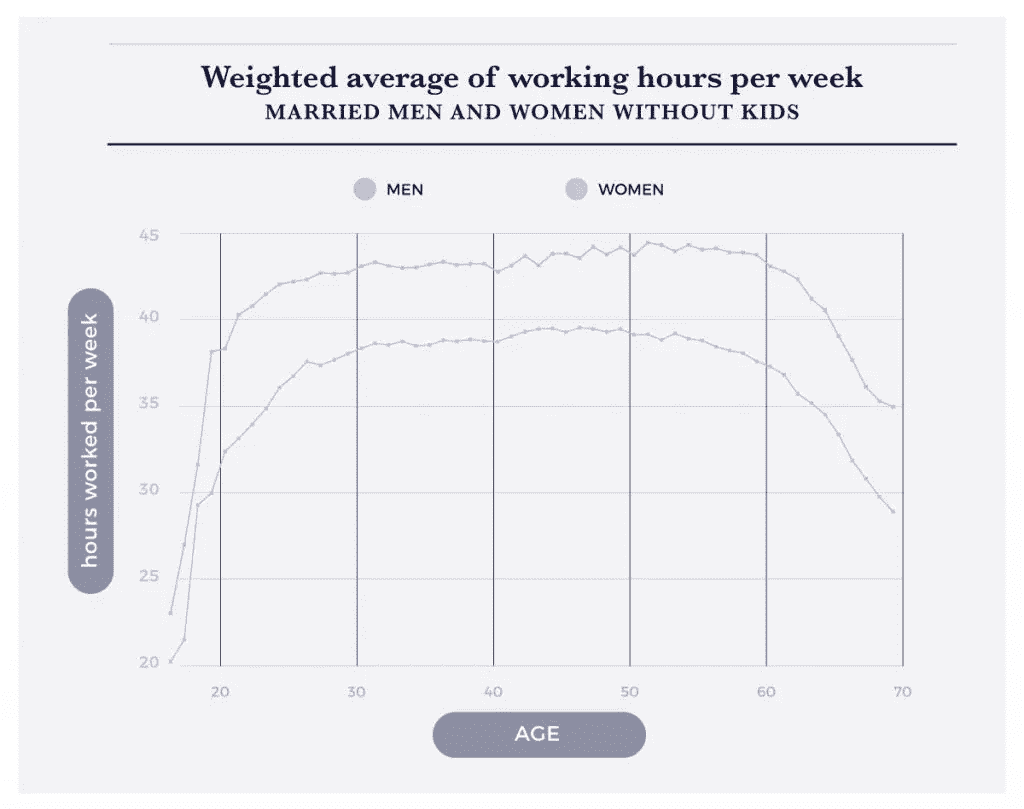 Weighted average of working hours per week
MARRIED MEN AND WOMEN WITHOUT KIDS
MEN
WOMEN
45
40
35
30
25
20
hours worked per week
20
30
40
50
60
70
AGE